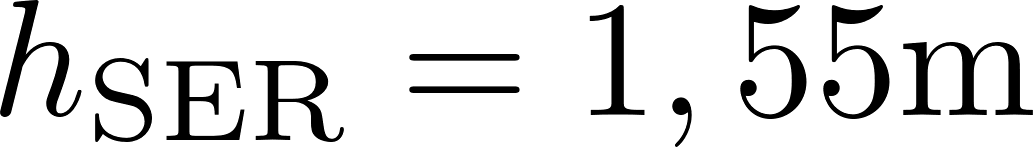 h_SER = 1,55m